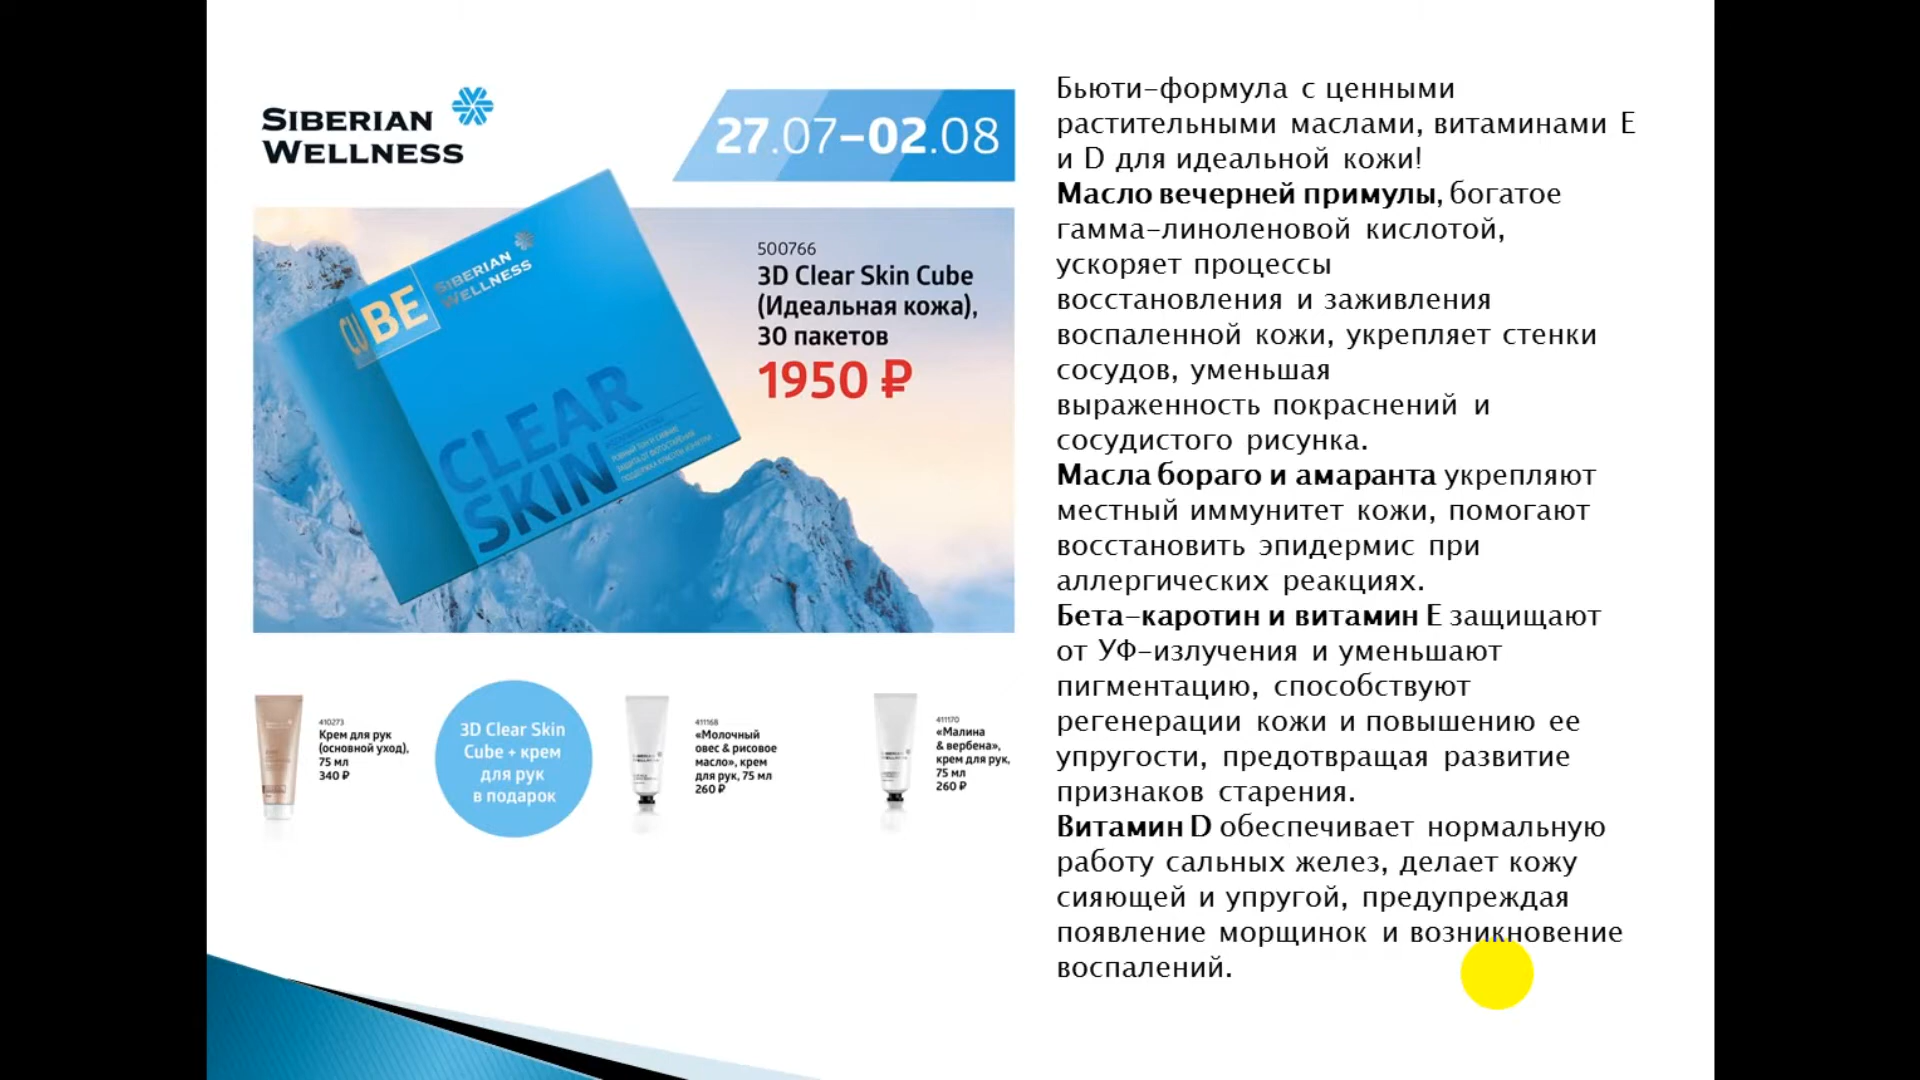 SIBERIAN
WELLNESS
27.07–02.08
CUBE
SIBERIAN
WELLNESS
CLEAR
SKIN
500766
3D Clear Skin Cube
(Идеальная кожа),
30 пакетов
1950 ₽
410273
Крем для рук
(основной уход),
75 мл
340 ₽
3D Clear Skin
Cube + крем
для рук
в подарок
411168
«Молочный
овес & рисовое
масло», крем
для рук, 75 мл
260 ₽
411170
«Малина
& вербена»,
крем для рук,
75 мл
260 ₽
Бьюти-формула с ценными
растительными маслами, витаминами Е
и D для идеальной кожи!
Масло вечерней примулы, богатое
гамма-линоленовой кислотой,
ускоряет процессы
восстановления и заживления
воспаленной кожи, укрепляет стенки
сосудов, уменьшая
выраженность покраснений и
сосудистого рисунка.
Масла бораго и амаранта укрепляют
местный иммунитет кожи, помогают
восстановить эпидермис при
аллергических реакциях.
Бета-каротин и витамин Е защищают
от УФ-излучения и уменьшают
пигментацию, способствуют
регенерации кожи и повышению ее
упругости, предотвращая развитие
признаков старения.
Витамин D обеспечивает нормальную
работу сальных желез, делает кожу
сияющей и упругой, предупреждая
появление морщинок и возникновение
воспалений.